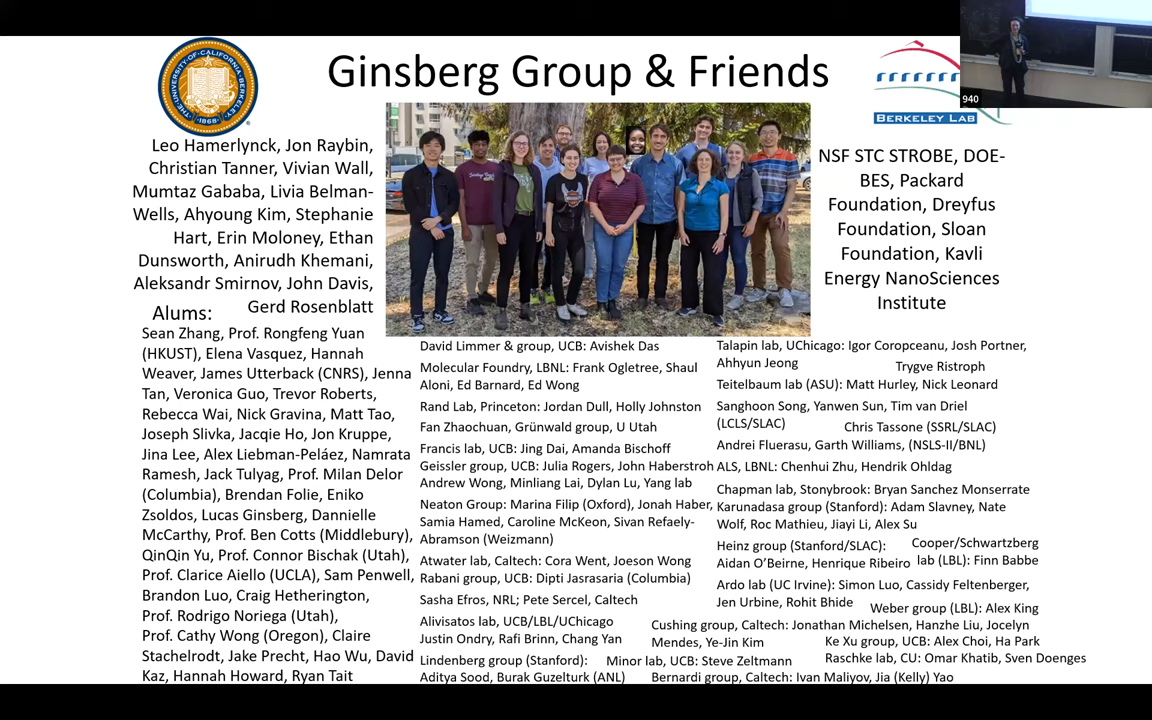 Ginsberg Group & Friends
THE UNIVERSITY OF CALIFORNIA BERKELEY
1868
BERKELEY LAB
940
Leo Hamerlynck, Jon Raybin,
Christian Tanner, Vivian Wall,
Mumtaz Gababa, Livia Belman-
Wells, Ahyoung Kim, Stephanie
Hart, Erin Moloney, Ethan
Dunsworth, Anirudh Khemani,
Aleksandr Smirnov, John Davis,
Gerd Rosenblatt
NSF STC STROBE, DOE-
BES, Packard
Foundation, Dreyfus
Foundation, Sloan
Foundation, Kavli
Energy NanoSciences
Institute
Alums:
Sean Zhang, Prof. Rongfeng Yuan
(HKUST), Elena Vasquez, Hannah
Weaver, James Utterback (CNRS), Jenna
Tan, Veronica Guo, Trevor Roberts,
Rebecca Wai, Nick Gravina, Matt Tao,
Joseph Slivka, Jacqie Ho, Jon Kruppe,
Jina Lee, Alex Liebman-Peláez, Namrata
Ramesh, Jack Tulyag, Prof. Milan Delor
(Columbia), Brendan Folie, Eniko
Zsoldos, Lucas Ginsberg, Dannielle
McCarthy, Prof. Ben Cotts (Middlebury),
QinQin Yu, Prof. Connor Bischak (Utah),
Prof. Clarice Aiello (UCLA), Sam Penwell,
Brandon Luo, Craig Hetherington,
Prof. Rodrigo Noriega (Utah),
Prof. Cathy Wong (Oregon), Claire
Stachelrodt, Jake Precht, Hao Wu, David
Kaz, Hannah Howard, Ryan Tait
David Limmer & group, UCB: Avishek Das
Molecular Foundry, LBNL: Frank Ogletree, Shaul
Aloni, Ed Barnard, Ed Wong
Rand Lab, Princeton: Jordan Dull, Holly Johnston
Fan Zhaochuan, Grünwald group, U Utah
Francis lab, UCB: Jing Dai, Amanda Bischoff
Geissler group, UCB: Julia Rogers, John Haberstroh
Andrew Wong, Minliang Lai, Dylan Lu, Yang lab
Neaton Group: Marina Filip (Oxford), Jonah Haber,
Samia Hamed, Caroline McKeon, Sivan Refaely-
Abramson (Weizmann)
Atwater lab, Caltech: Cora Went, Joeson Wong
Rabani group, UCB: Dipti Jasrasaria (Columbia)
Sasha Efros, NRL; Pete Sercel, Caltech
Alivisatos lab, UCB/LBL/UChicago
Justin Ondry, Rafi Brinn, Chang Yan
Lindenberg group (Stanford):
Aditya Sood, Burak Guzelturk (ANL)
Talapin lab, UChicago: Igor Coropceanu, Josh Portner,
Ahhyun Jeong
Trygve Ristroph
Teitelbaum lab (ASU): Matt Hurley, Nick Leonard
Sanghoon Song, Yanwen Sun, Tim van Driel
(LCLS/SLAC)
Chris Tassone (SSRL/SLAC)
Andrei Fluerasu, Garth Williams, (NSLS-II/BNL)
ALS, LBNL: Chenhui Zhu, Hendrik Ohldag
Chapman lab, Stonybrook: Bryan Sanchez Monserrate
Karunadasa group (Stanford): Adam Slavney, Nate
Wolf, Roc Mathieu, Jiayi Li, Alex Su
Heinz group (Stanford/SLAC):
Aidan O'Beirne, Henrique Ribeiro
Cooper/Schwartzberg
lab (LBL): Finn Babbe
Ardo lab (UC Irvine): Simon Luo, Cassidy Feltenberger,
Jen Urbine, Rohit Bhide
Weber group (LBL): Alex King
Cushing group, Caltech: Jonathan Michelsen, Hanzhe Liu, Jocelyn
Mendes, Ye-Jin Kim
Ke Xu group, UCB: Alex Choi, Ha Park
Minor lab, UCB: Steve Zeltmann
Raschke lab, CU: Omar Khatib, Sven Doenges
Bernardi group, Caltech: Ivan Maliyov, Jia (Kelly) Yao